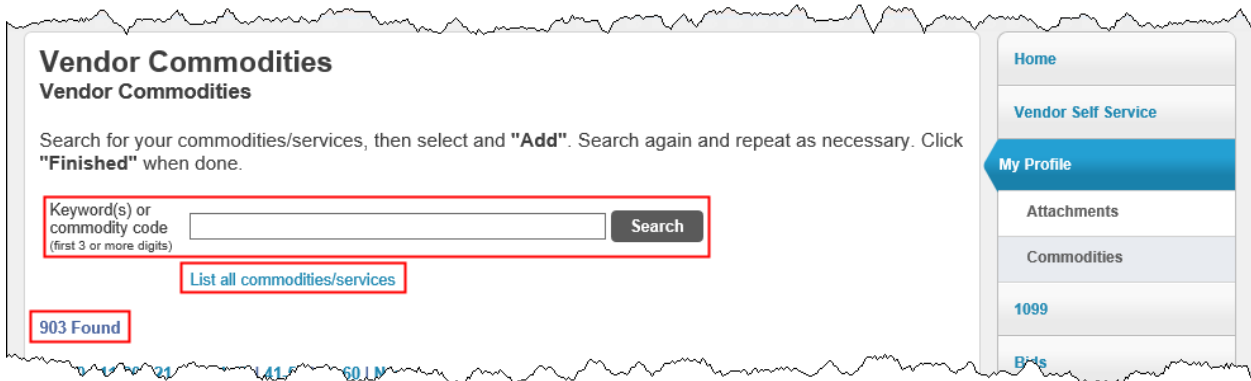 Vendor Commodities
Vendor Commodities
Search for your commodities/services, then select and "Add". Search again and repeat as necessary. Click
"Finished" when done.
Keyword(s) or
commodity code
(first 3 or more digits)
Search
List all commodities/services
903 Found
Home
Vendor Self Service
My Profile
Attachments
Commodities
1099
Bids